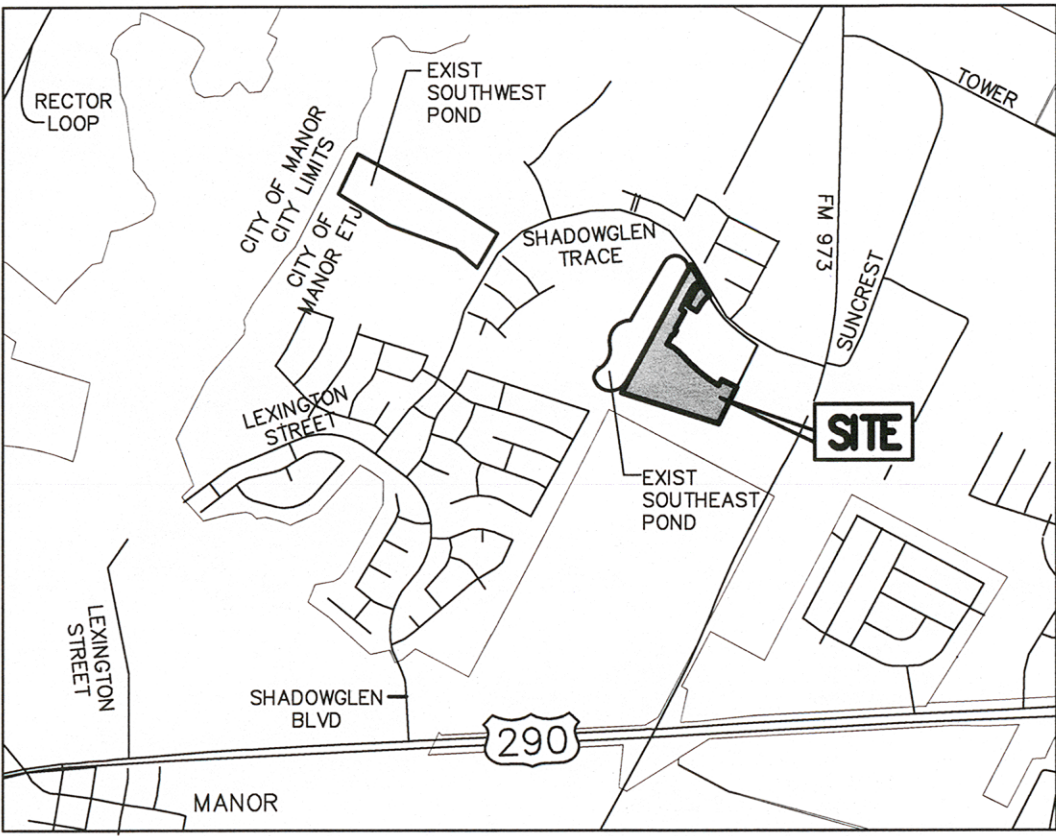 RECTOR
LOOP
EXIST
SOUTHWEST
POND
TOWER
CITY OF MANOR
CITY LIMITS
CITY OF
MANOR ETJ
SHADOWGLEN
TRACE
FM 973
SUNCREST
LEXINGTON
STREET
SITE
EXIST
SOUTHEAST
POND
LEXINGTON
STREET
SHADOWGLEN
BLVD
290
MANOR